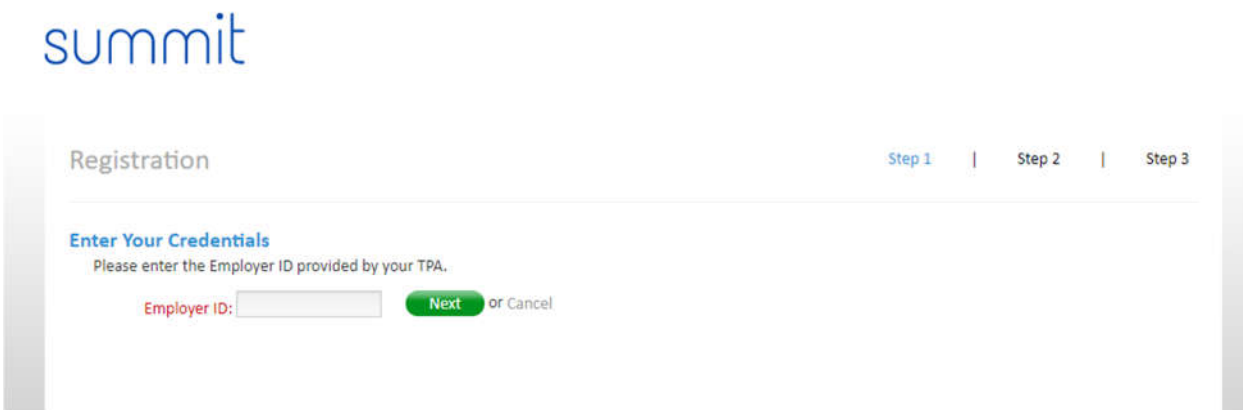 summit
Registration
Step 1 | Step 2 | Step 3
Enter Your Credentials
Please enter the Employer ID provided by your TPA.
Employer ID: Next or Cancel